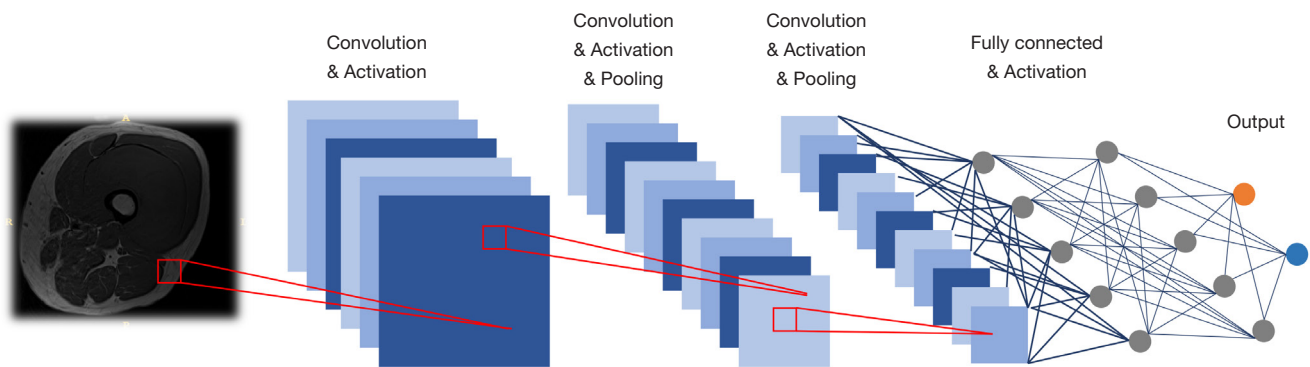 Convolution
& Activation
Convolution
& Activation
& Pooling
Convolution
& Activation
& Pooling
Fully connected
& Activation
Output
A
R